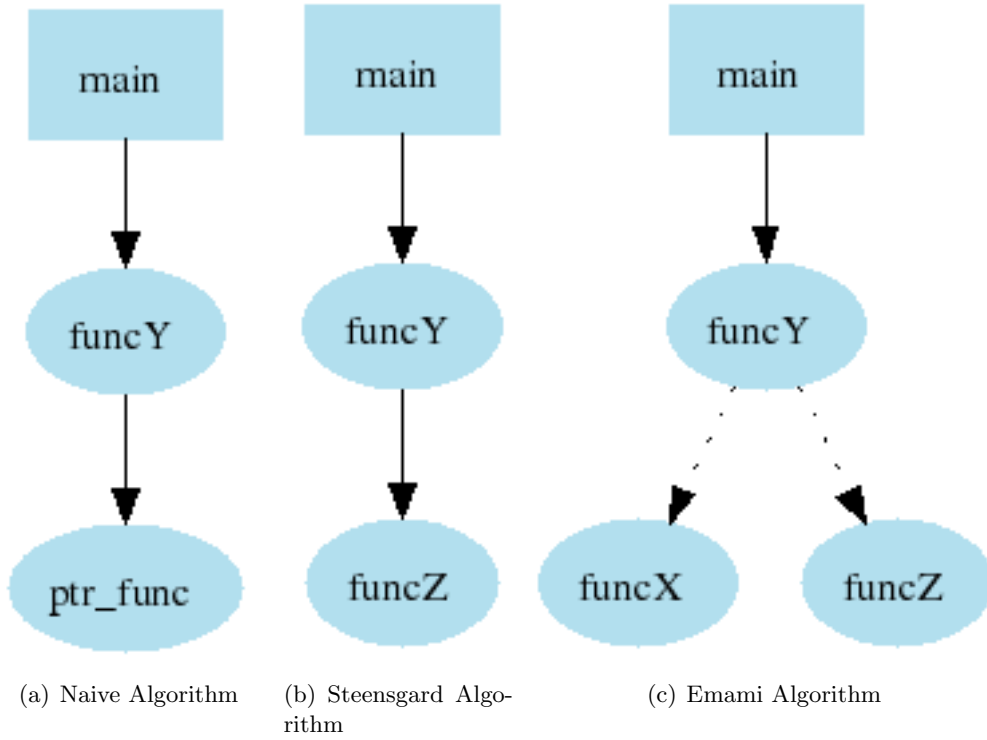 main
main
main
funcY
funcY
funcY
ptr_func
funcZ
funcX
funcZ
(a) Naive Algorithm
(b) Steensgard Algo-
rithm
(c) Emami Algorithm